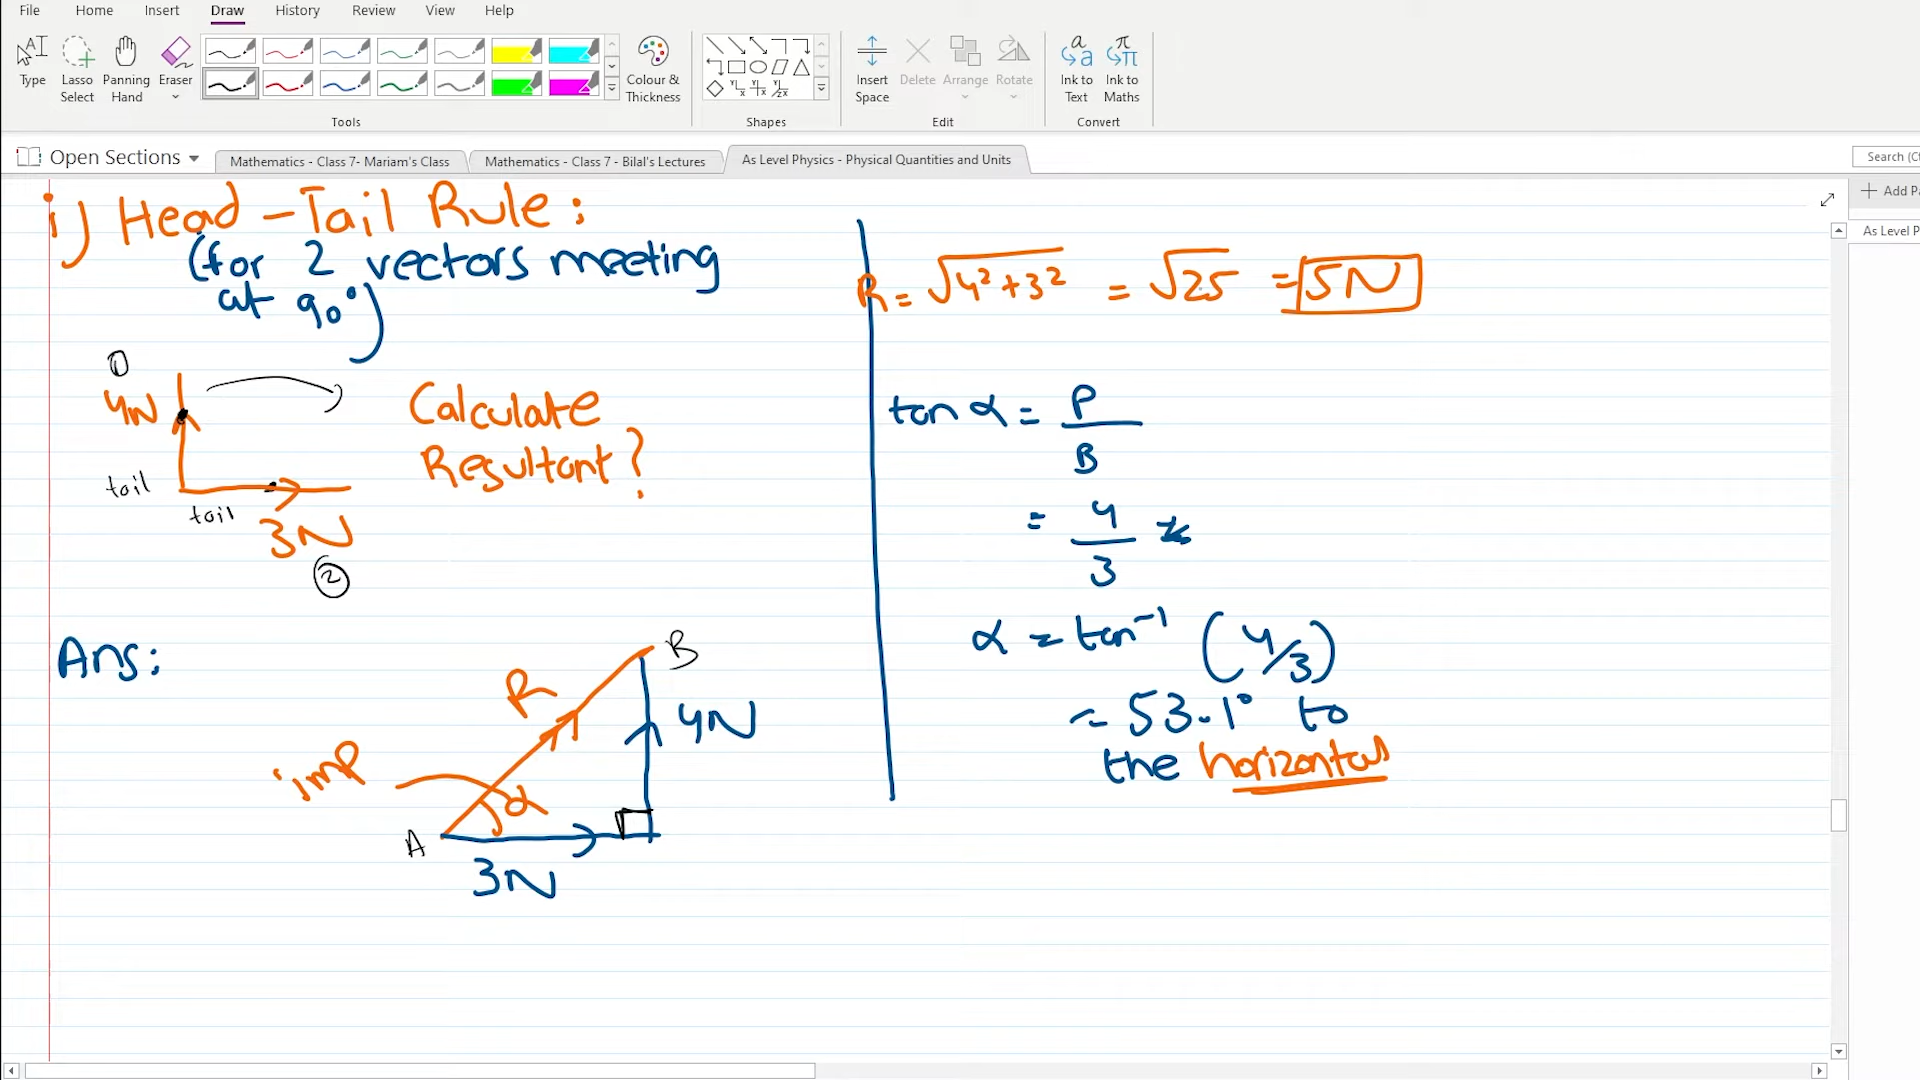 File Home Insert Draw History Review View Help
Type
Lasso Select
Panning Hand
Eraser
Colour & Thickness
Insert Space
Delete
Arrange
Rotate
Ink to Text
Ink to Maths
Tools
Shapes
Edit
Convert
Open Sections
Mathematics - Class 7- Mariam's Class
Mathematics - Class 7 - Bilal's Lectures
As Level Physics - Physical Quantities and Units
Search (Ct
Add Pa
As Level P
i) Head - Tail Rule:
(for 2 vectors meeting
at 90°)
①
4N
tail
tail
3N
②
Calculate
Resultant?
Ans:
R
B
4N
imp
α
A
3N
R = √4²+3² = √25 = 5N
tan α = P
B
= 4
3
α = tan⁻¹ (4/3)
≈ 53.1° to
the horizontal